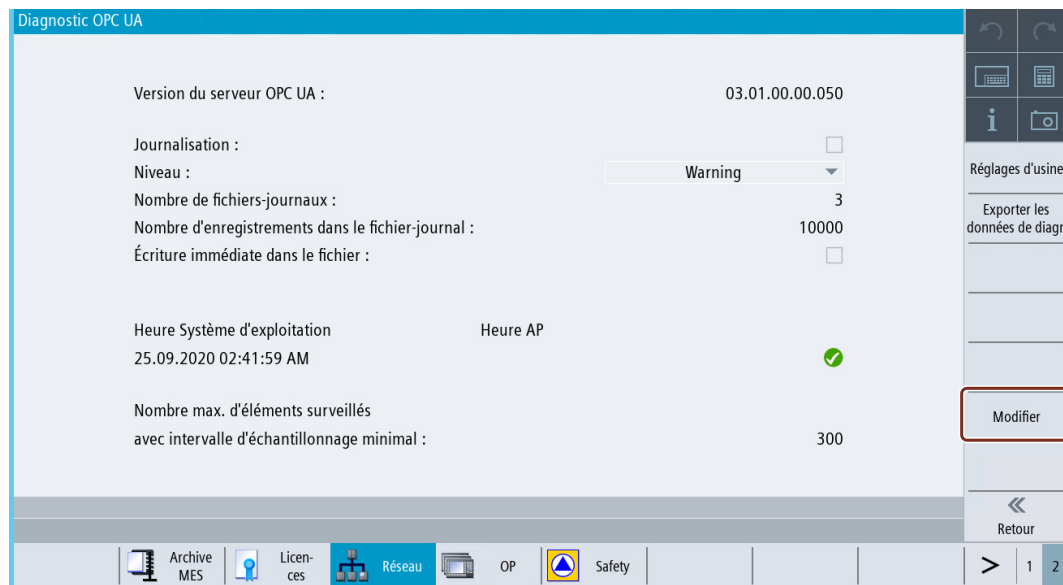 Diagnostic OPC UA
Version du serveur OPC UA : 03.01.00.00.050
Journalisation :
Niveau : Warning
Nombre de fichiers-journaux : 3
Nombre d'enregistrements dans le fichier-journal : 10000
Écriture immédiate dans le fichier :
Heure Système d'exploitation Heure AP
25.09.2020 02:41:59 AM
Nombre max. d'éléments surveillés
avec intervalle d'échantillonnage minimal : 300
i
Réglages d'usine
Exporter les
données de diagr
Modifier
Retour
Archive
MES
Licen-
ces
Réseau
OP
Safety
> 1 2